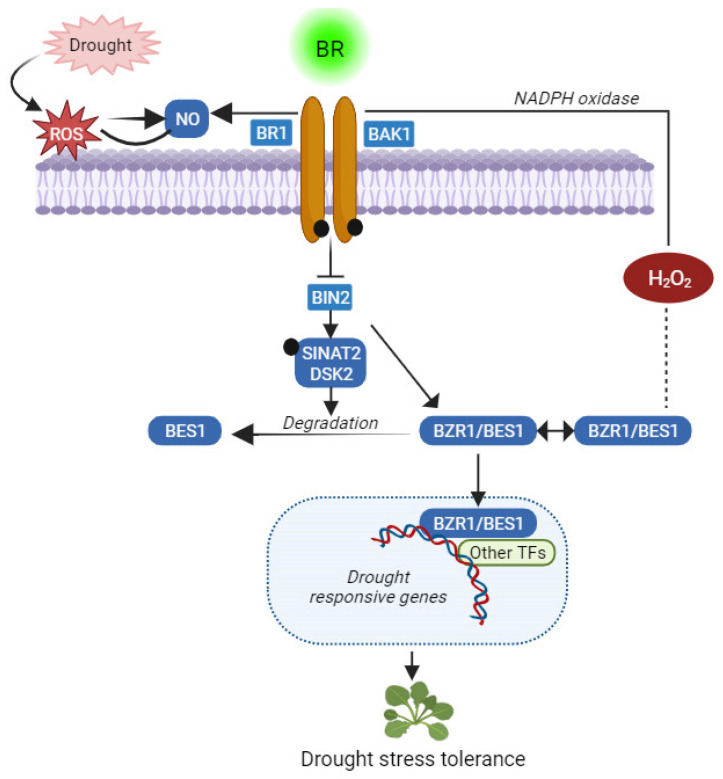 Drought
BR
NADPH oxidase
ROS
NO
BR1
BAK1
H₂O₂
BIN2
SINAT2
DSK2
BES1
Degradation
BZR1/BES1
BZR1/BES1
BZR1/BES1
Other TFs
Drought
responsive genes
Drought stress tolerance